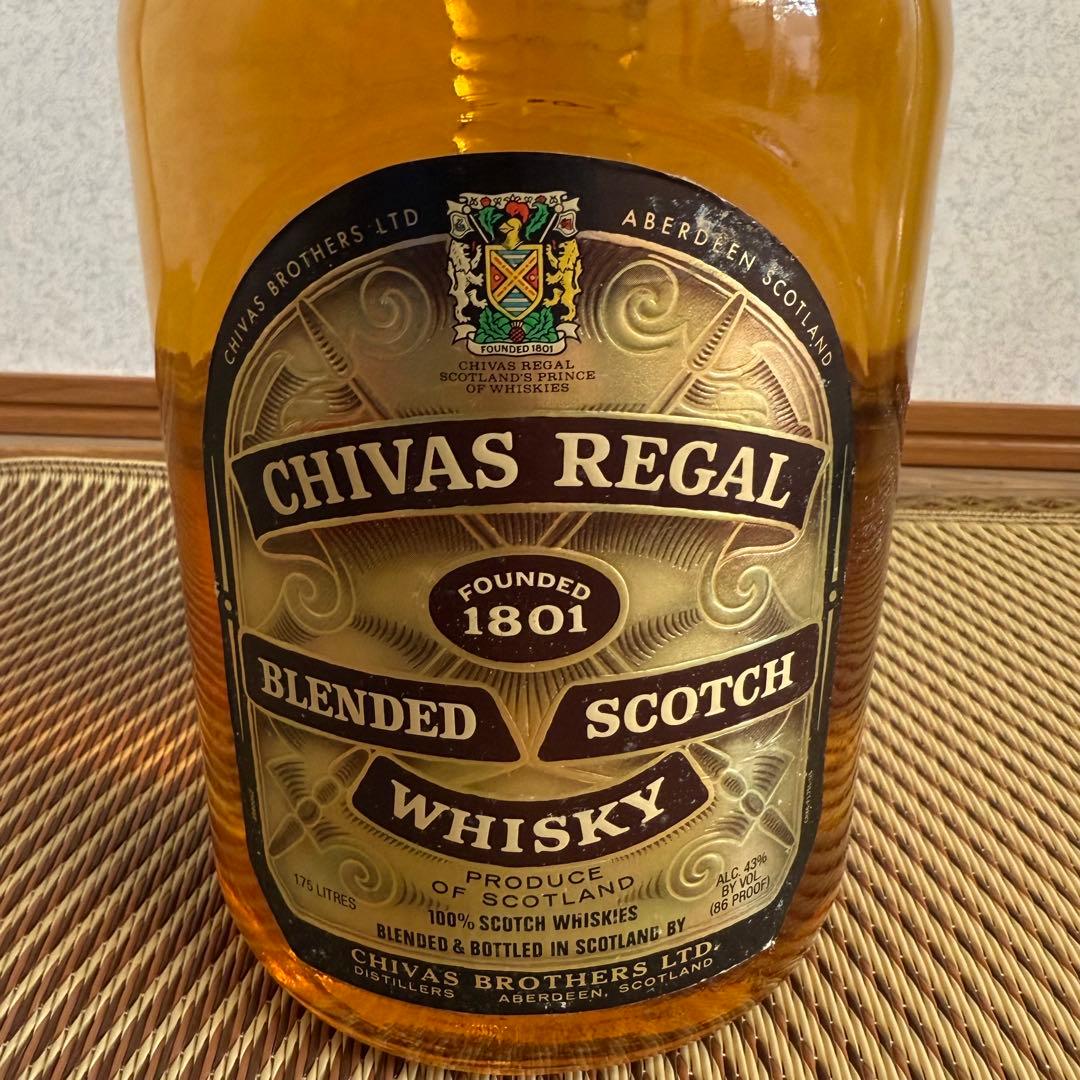 CHIVAS BROTHERS LTD
ABERDEEN SCOTLAND
FOUNDED 1801
CHIVAS REGAL
SCOTLAND'S PRINCE
OF WHISKIES
CHIVAS REGAL
FOUNDED
1801
BLENDED SCOTCH
WHISKY
PRODUCE
OF SCOTLAND
1.75 LITRES
ALC. 43%
BY VOL.
(86 PROOF)
100% SCOTCH WHISKIES
BLENDED & BOTTLED IN SCOTLAND BY
CHIVAS BROTHERS LTD.
DISTILLERS ABERDEEN, SCOTLAND